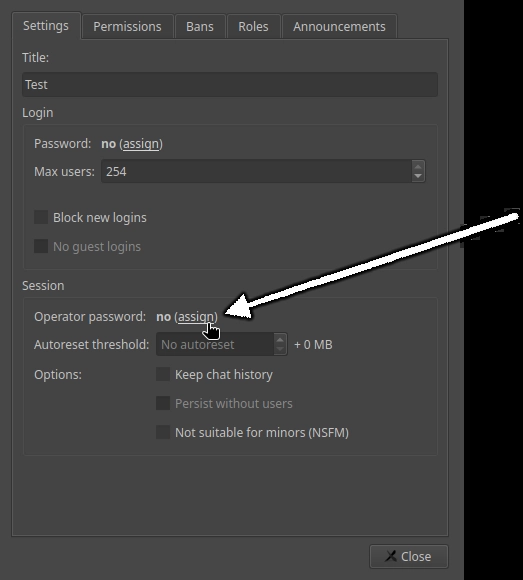 Settings Permissions Bans Roles Announcements
Title:
Test
Login
Password: no (assign)
Max users: 254
Block new logins
No guest logins
Session
Operator password: no (assign)
Autoreset threshold: No autoreset + 0 MB
Options: Keep chat history
Persist without users
Not suitable for minors (NSFM)
Close